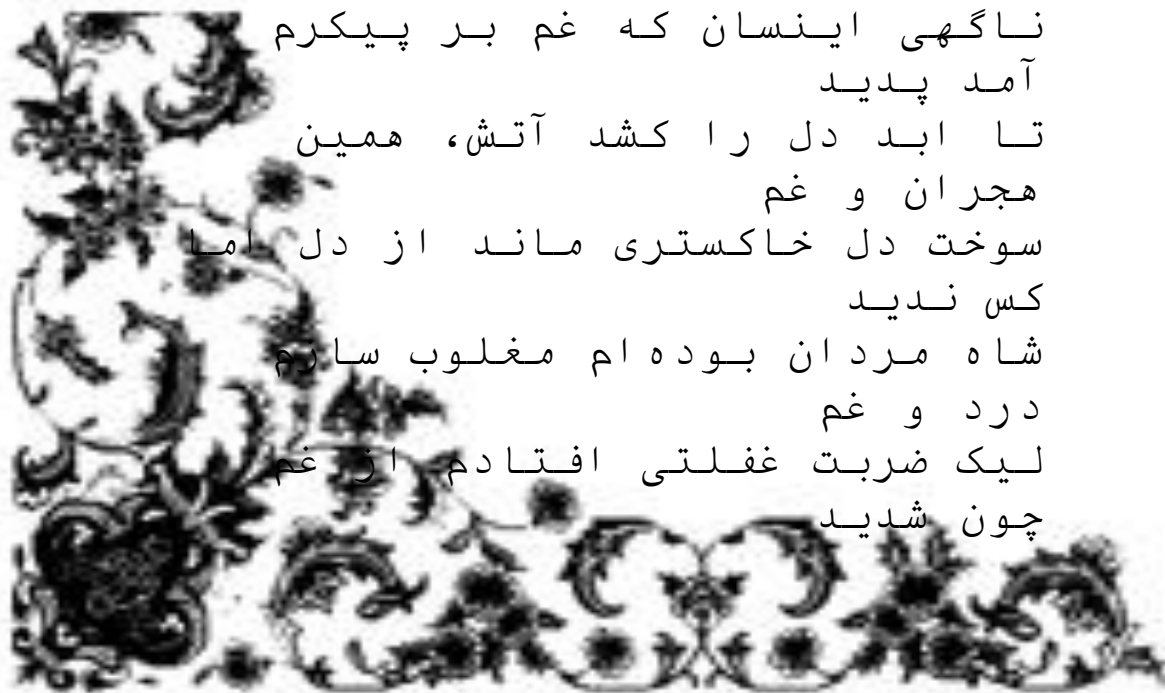 ناگهی اینسان که غم بر پیکرم
آمد پدید
تا ابد دل را کشد آتش، همین
هجران و غم
سوخت دل خاکستری ماند از دل اما
کس ندید
شاه مردان بوده ام مغلوب سارم
درد و غم
لیک ضربت غفلتی افتادم از غم
چون شدید